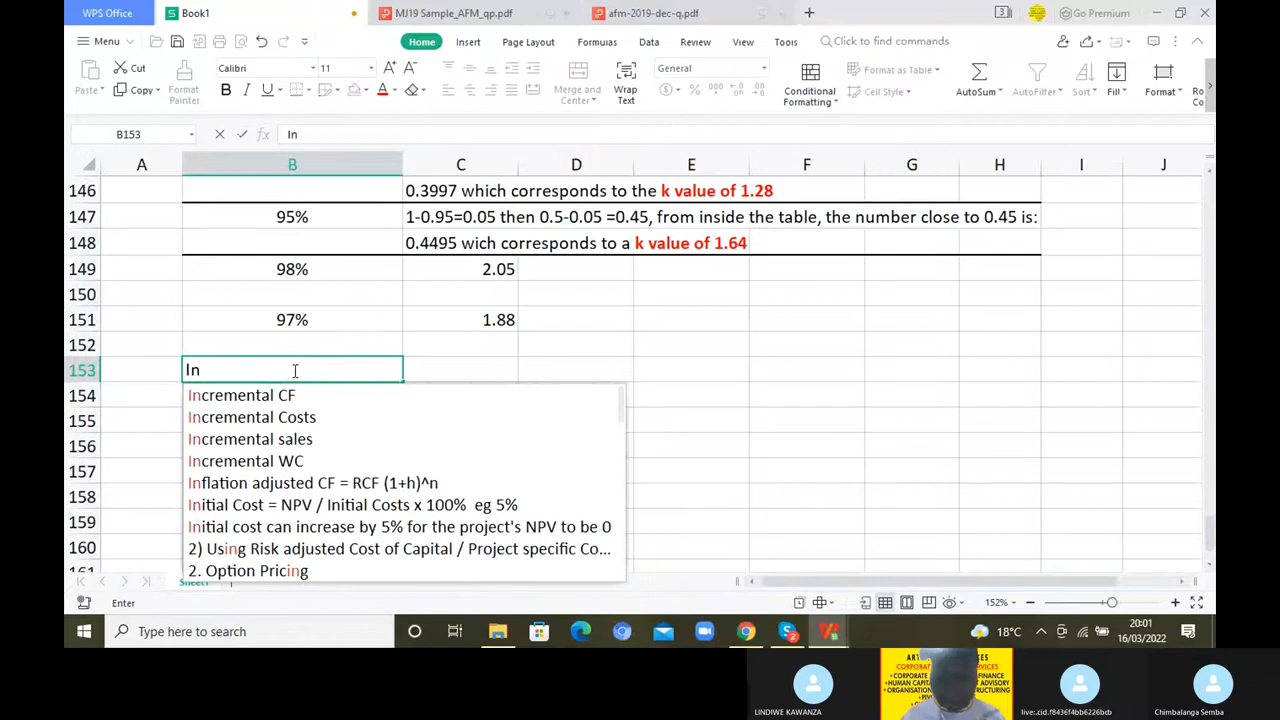 WPS Office
Book1
MJ19 Sample_AFM_qp.pdf
afm-2019-dec-q.pdf
3
Go Premium
Menu
Home
Insert
Page Layout
Formulas
Data
Review
View
Tools
Click to find commands
Paste
Cut
Copy
Format Painter
Calibri
11
B I U
Merge and Center
Wrap Text
General
Conditional Formatting
Format as Table
Cell Style
AutoSum
AutoFilter
Sort
Fill
Format
B153
fx
In
A B C D E F G H I J
146 0.3997 which corresponds to the k value of 1.28
147 95% 1-0.95=0.05 then 0.5-0.05 =0.45, from inside the table, the number close to 0.45 is:
148 0.4495 wich corresponds to a k value of 1.64
149 98% 2.05
150
151 97% 1.88
152
153 In
154 Incremental CF
155 Incremental Costs
Incremental sales
156 Incremental WC
157 Inflation adjusted CF = RCF (1+h)^n
158 Initial Cost = NPV / Initial Costs x 100% eg 5%
159 Initial cost can increase by 5% for the project's NPV to be 0
160 2) Using Risk adjusted Cost of Capital / Project specific Co...
2. Option Pricing
Sheet1
Enter
152%
Type here to search
18°C
20:01
16/03/2022
LINDIWE KAWANZA
live:.cid.f8436f4bb6226bcb
Chimbalanga Semba